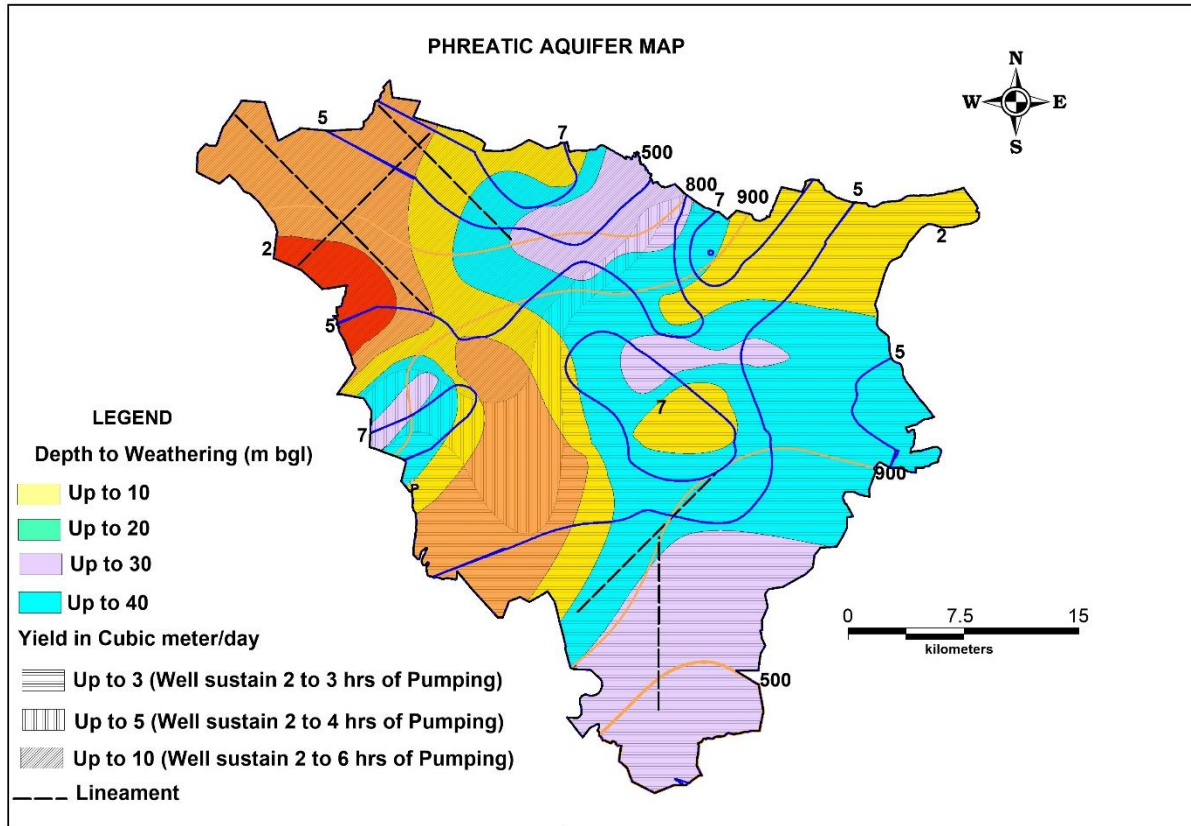 PHREATIC AQUIFER MAP
N
W E
S
5
7
500
800
7
900
5
2
2
5
5
7
7
900
500
LEGEND
Depth to Weathering (m bgl)
Up to 10
Up to 20
Up to 30
Up to 40
Yield in Cubic meter/day
Up to 3 (Well sustain 2 to 3 hrs of Pumping)
Up to 5 (Well sustain 2 to 4 hrs of Pumping)
Up to 10 (Well sustain 2 to 6 hrs of Pumping)
Lineament
0 7.5 15
kilometers